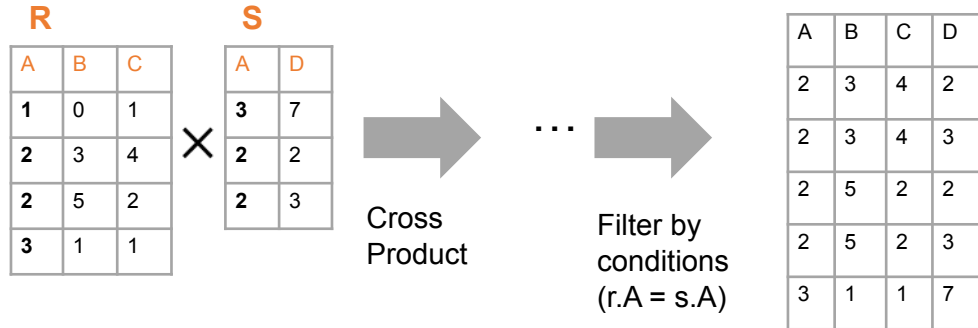 R
A B C
1 0 1
2 3 4
2 5 2
3 1 1
×
S
A D
3 7
2 2
2 3
Cross
Product
...
Filter by
conditions
(r.A = s.A)
A B C D
2 3 4 2
2 3 4 3
2 5 2 2
2 5 2 3
3 1 1 7